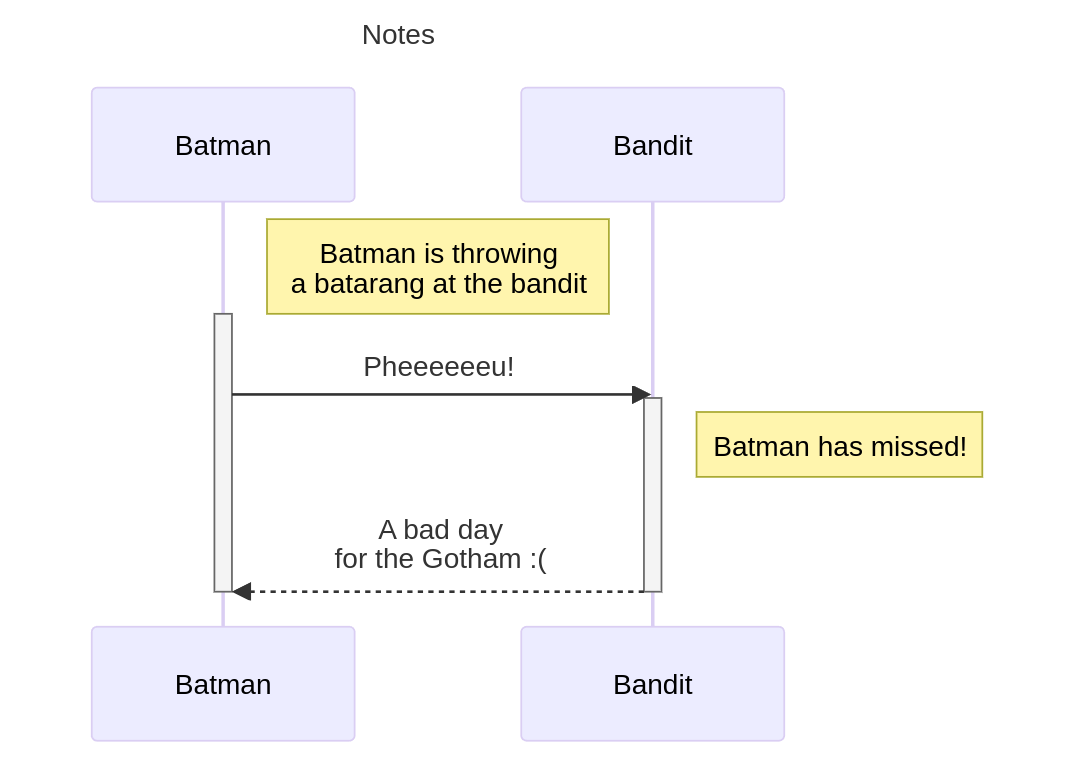 Notes
Batman
Bandit
Batman is throwing
a batarang at the bandit
Pheeeeeeu!
Batman has missed!
A bad day
for the Gotham :(
Batman
Bandit